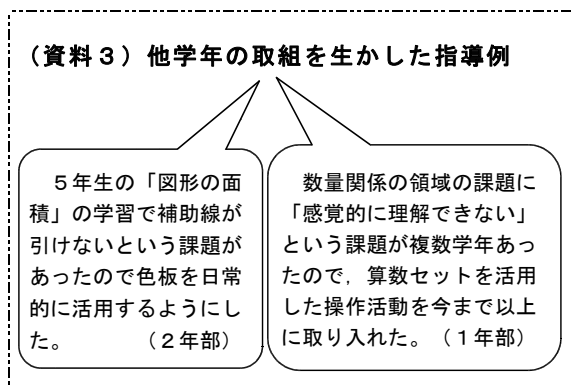 （資料３）他学年の取組を生かした指導例
５年生の「図形の面
積」の学習で補助線が
引けないという課題が
あったので色板を日常
的に活用するようにし
た。　　　（２年部）
数量関係の領域の課題に
「感覚的に理解できない」
という課題が複数学年あっ
たので，算数セットを活用
した操作活動を今まで以上
に取り入れた。（１年部）